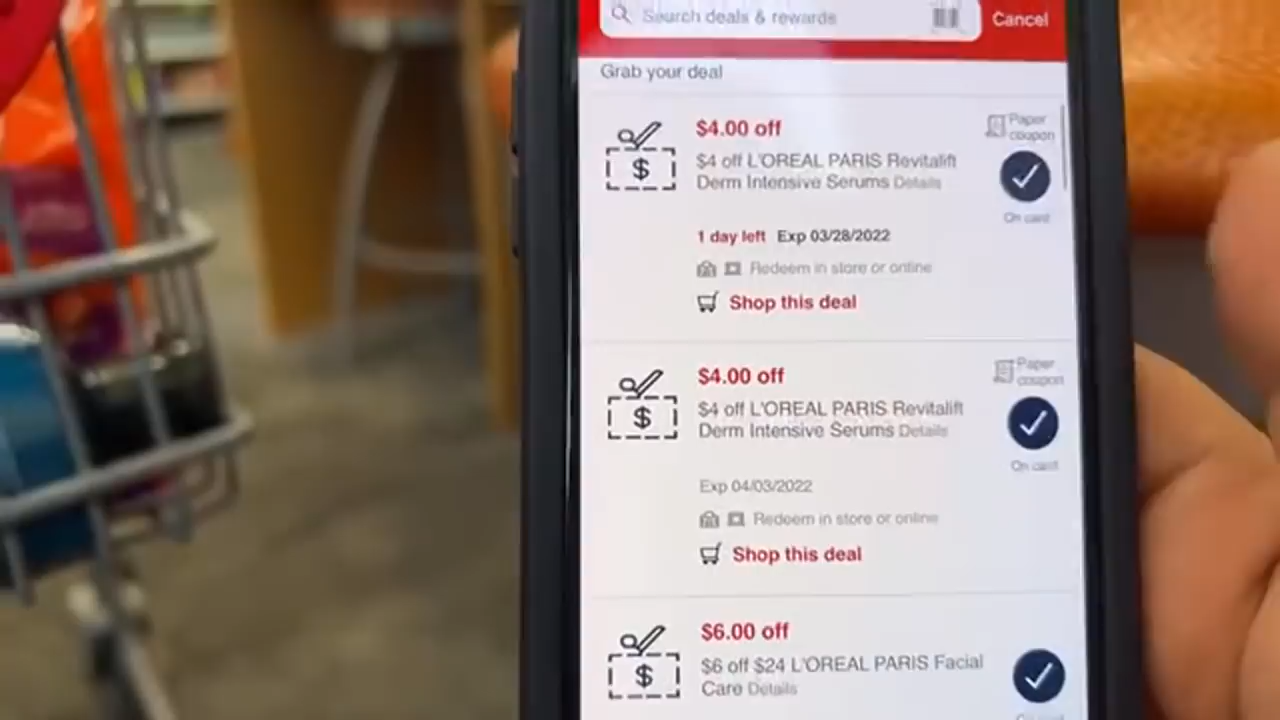 Search deals & rewards
Cancel
Grab your deal
$4.00 off
Paper
coupon
$4 off L'OREAL PARIS Revitalift
Derm Intensive Serums Details
$
On card
1 day left Exp 03/28/2022
Redeem in store or online
Shop this deal
$4.00 off
Paper
coupon
$4 off L'OREAL PARIS Revitalift
Derm Intensive Serums Details
$
On card
Exp 04/03/2022
Redeem in store or online
Shop this deal
$6.00 off
$6 off $24 L'OREAL PARIS Facial
Care Details
$